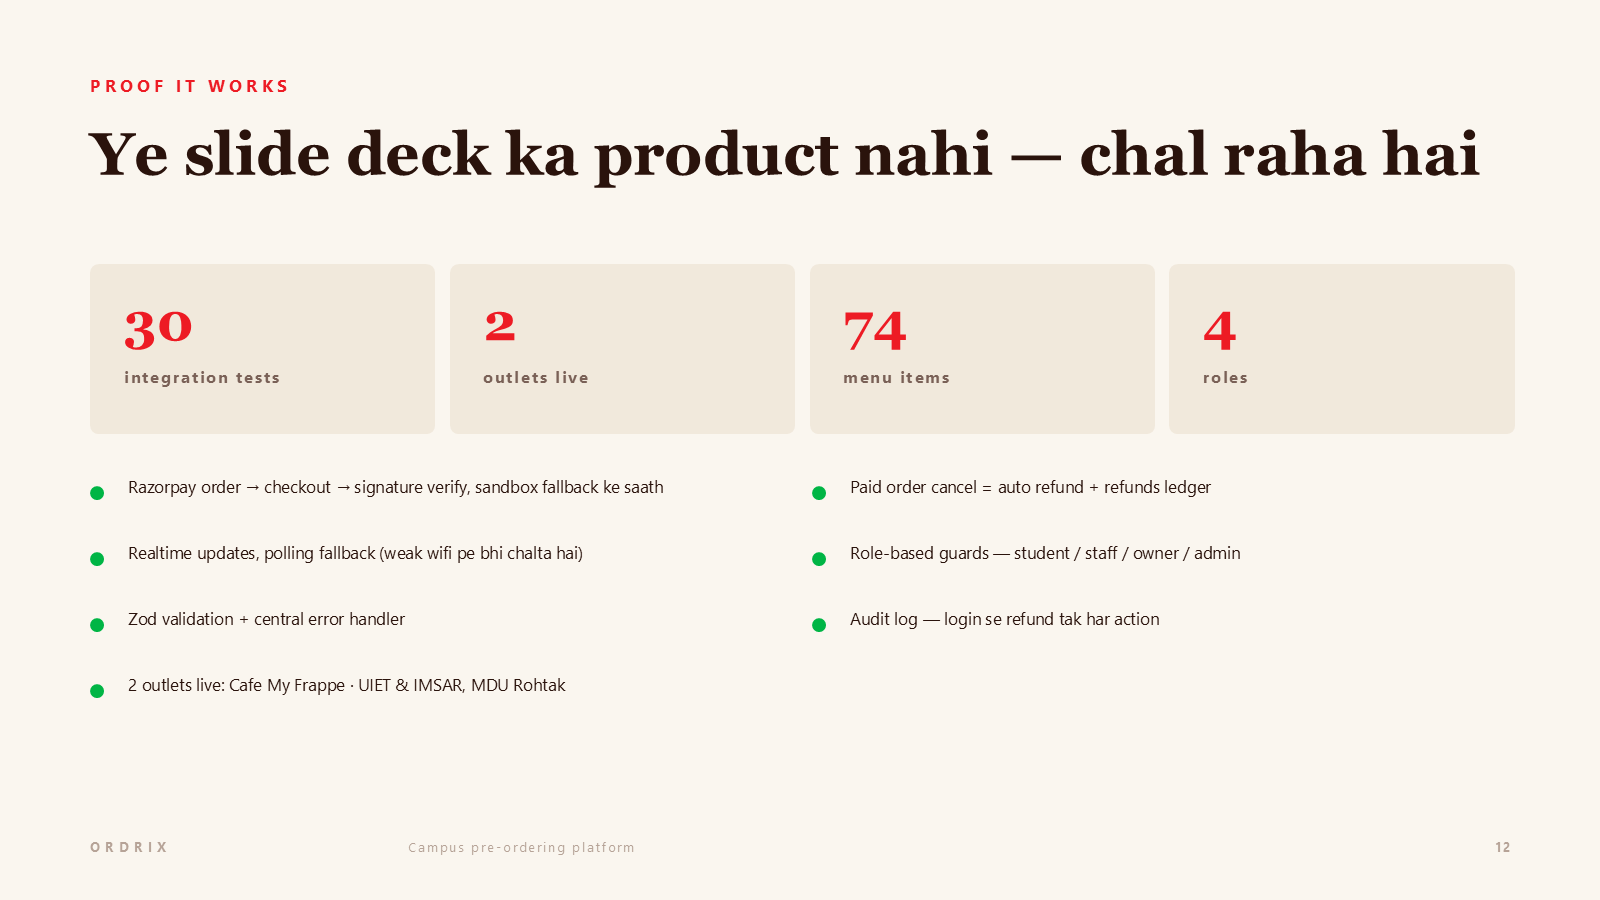 PROOF IT WORKS
Ye slide deck ka product nahi — chal raha hai
30
integration tests
2
outlets live
74
menu items
4
roles
Razorpay order → checkout → signature verify, sandbox fallback ke saath
Realtime updates, polling fallback (weak wifi pe bhi chalta hai)
Zod validation + central error handler
2 outlets live: Cafe My Frappe · UIET & IMSAR, MDU Rohtak
Paid order cancel = auto refund + refunds ledger
Role-based guards — student / staff / owner / admin
Audit log — login se refund tak har action
ORDRIX
Campus pre-ordering platform
12